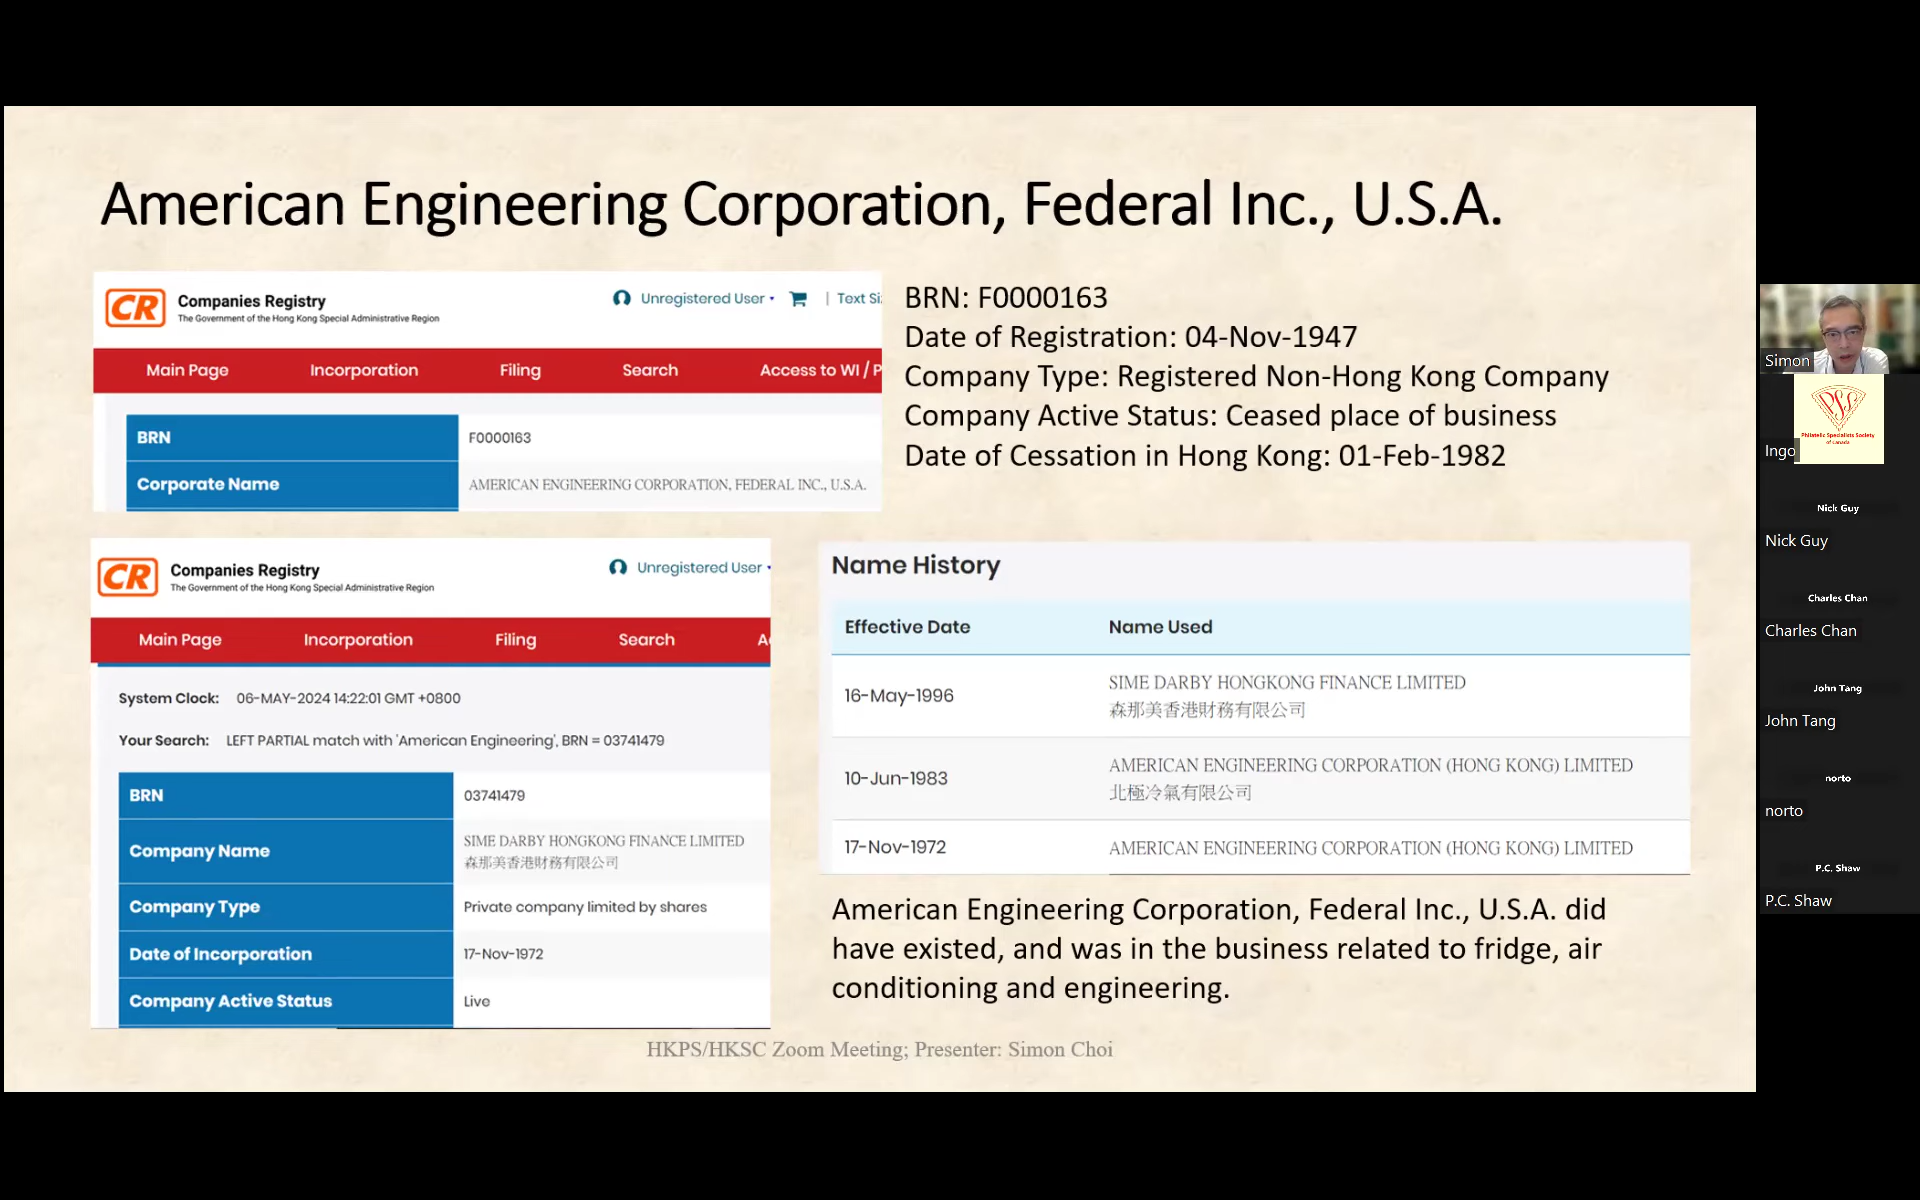 American Engineering Corporation, Federal Inc., U.S.A.
CR
Companies Registry
The Government of the Hong Kong Special Administrative Region
Unregistered User
| Text Si
Main Page Incorporation Filing Search Access to WI / P
BRN F0000163
Corporate Name AMERICAN ENGINEERING CORPORATION, FEDERAL INC., U.S.A.
BRN: F0000163
Date of Registration: 04-Nov-1947
Company Type: Registered Non-Hong Kong Company
Company Active Status: Ceased place of business
Date of Cessation in Hong Kong: 01-Feb-1982
CR
Companies Registry
The Government of the Hong Kong Special Administrative Region
Unregistered User
Main Page Incorporation Filing Search A
System Clock: 06-MAY-2024 14:22:01 GMT +0800
Your Search: LEFT PARTIAL match with 'American Engineering', BRN = 03741479
BRN 03741479
Company Name SIME DARBY HONGKONG FINANCE LIMITED
森那美香港財務有限公司
Company Type Private company limited by shares
Date of Incorporation 17-Nov-1972
Company Active Status Live
Name History
Effective Date Name Used
16-May-1996 SIME DARBY HONGKONG FINANCE LIMITED
森那美香港財務有限公司
10-Jun-1983 AMERICAN ENGINEERING CORPORATION (HONG KONG) LIMITED
北極冷氣有限公司
17-Nov-1972 AMERICAN ENGINEERING CORPORATION (HONG KONG) LIMITED
American Engineering Corporation, Federal Inc., U.S.A. did
have existed, and was in the business related to fridge, air
conditioning and engineering.
HKPS/HKSC Zoom Meeting; Presenter: Simon Choi
Simon
PSS
Philatelic Specialists Society
of Canada
Ingo
Nick Guy
Nick Guy
Charles Chan
Charles Chan
John Tang
John Tang
norto
norto
P.C. Shaw
P.C. Shaw